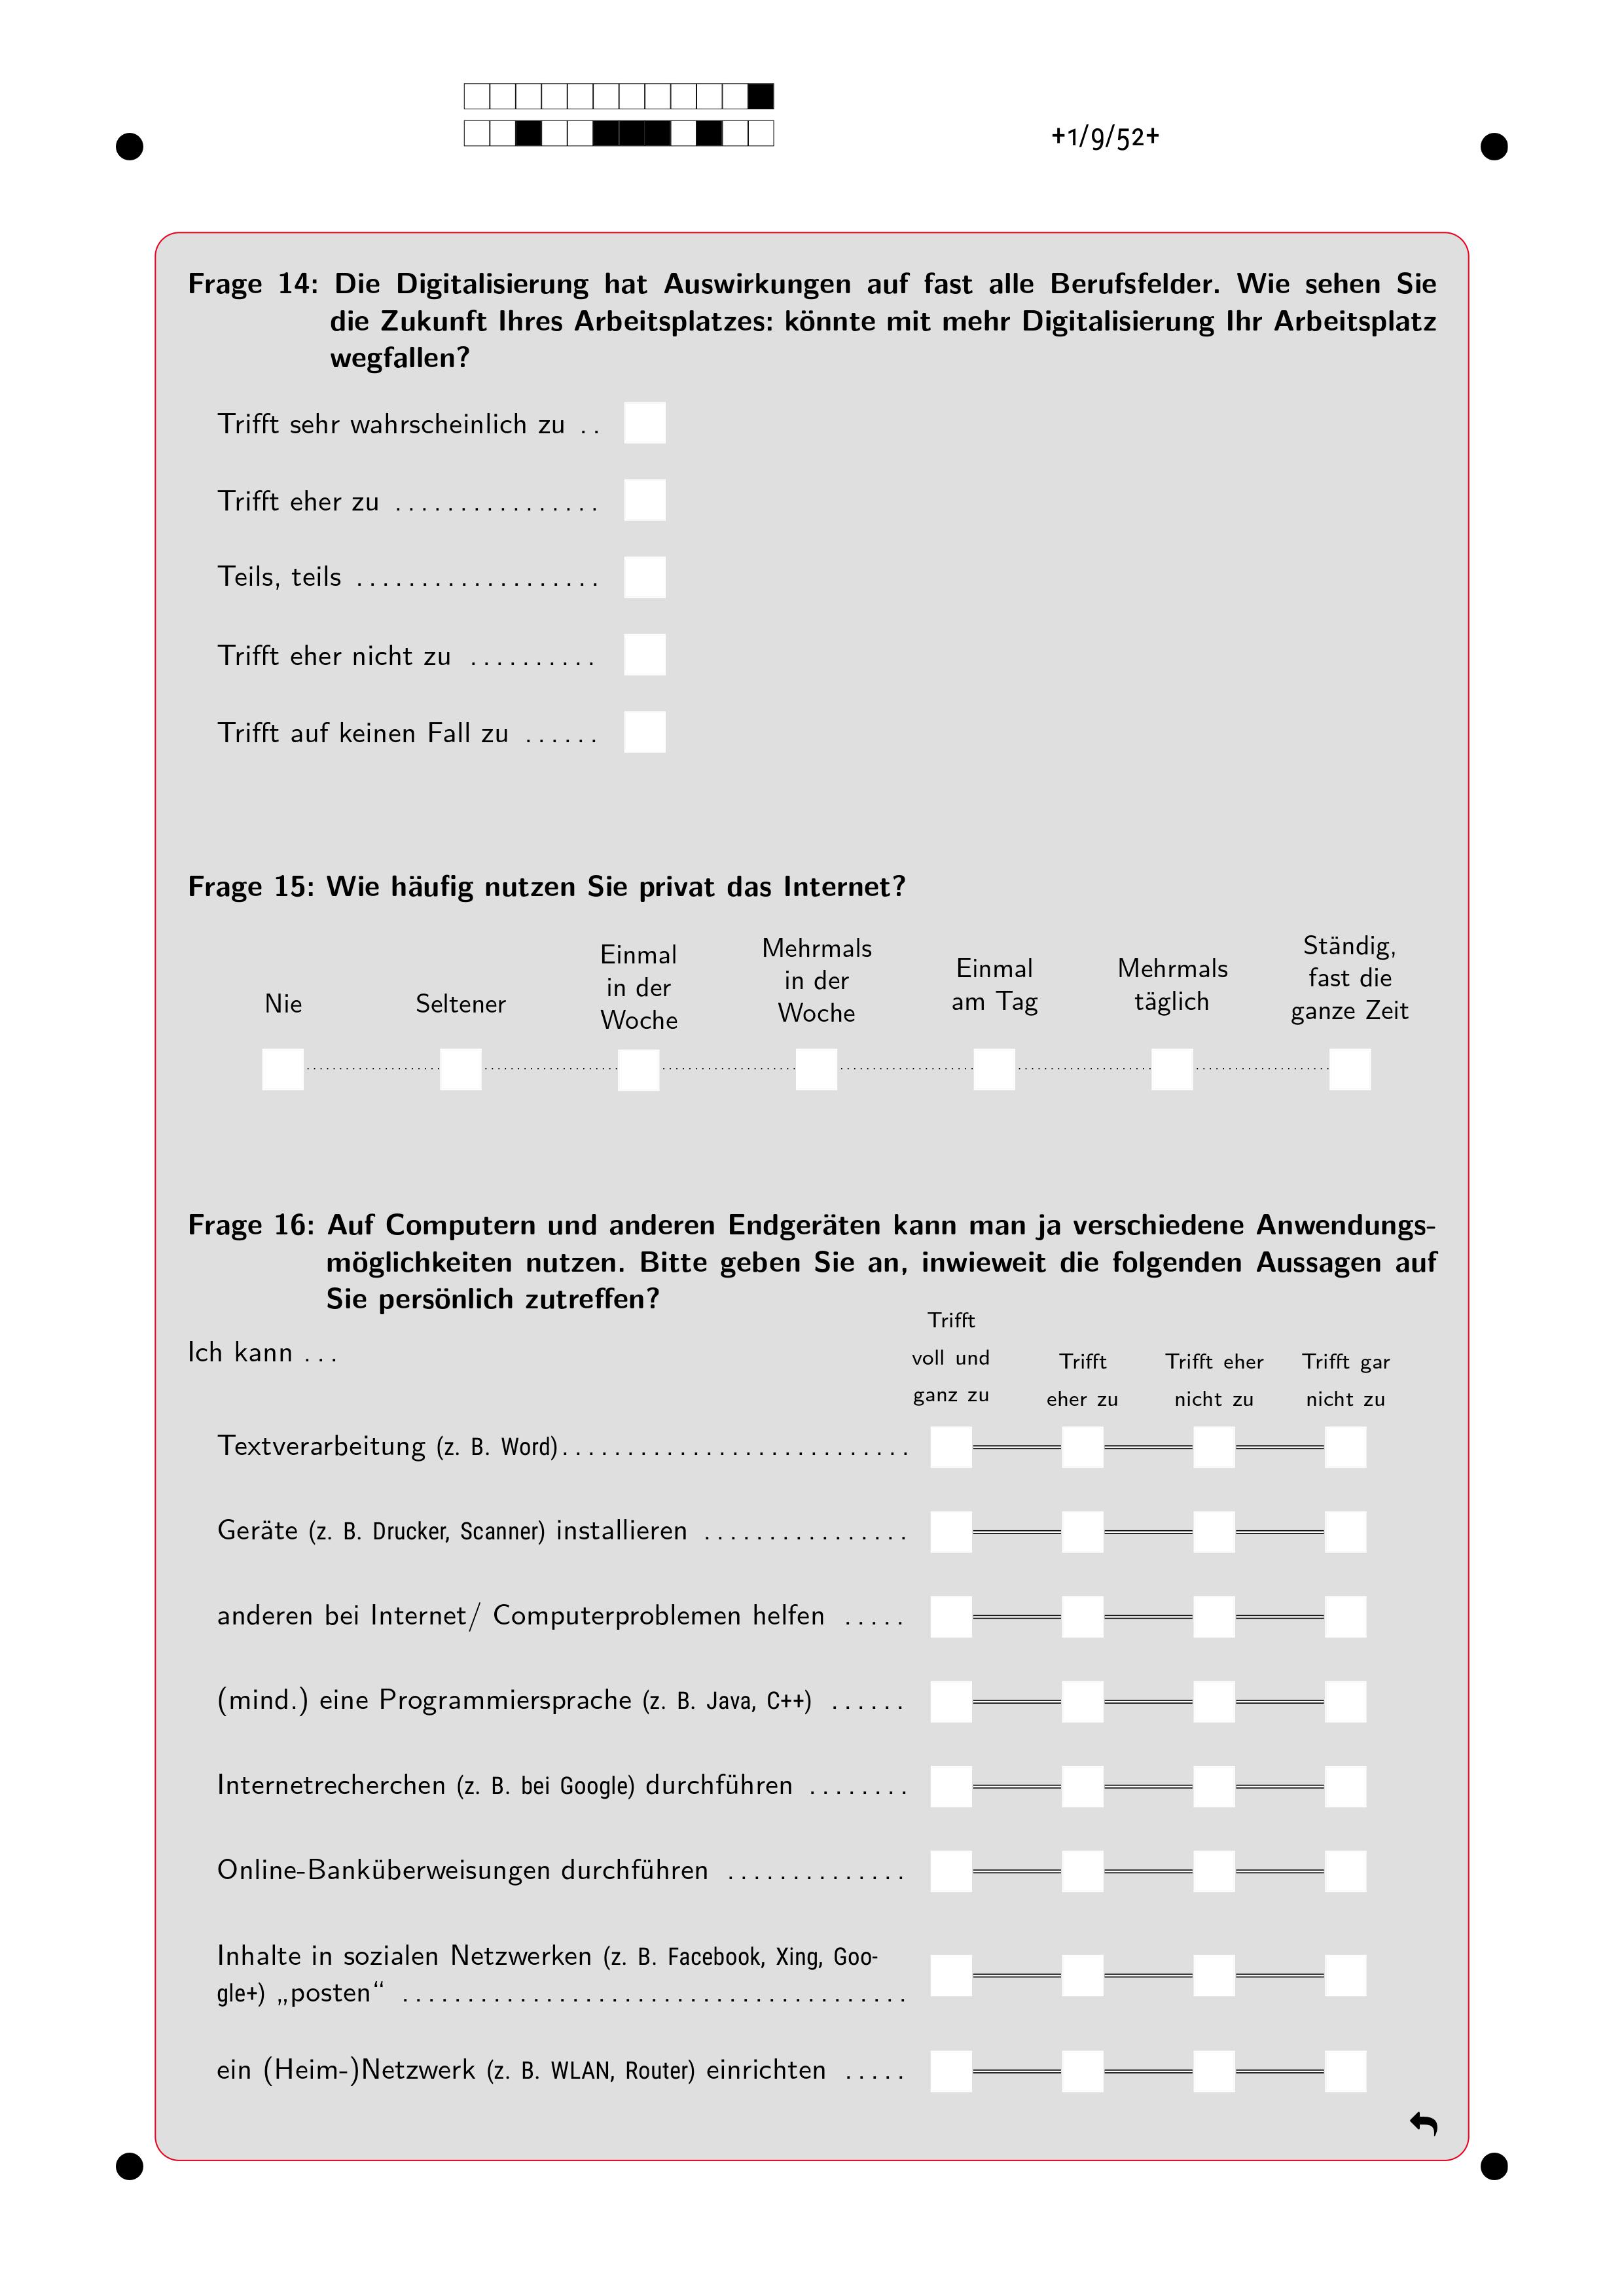 +1/9/52+
Frage 14: Die Digitalisierung hat Auswirkungen auf fast alle Berufsfelder. Wie sehen Sie
die Zukunft Ihres Arbeitsplatzes: könnte mit mehr Digitalisierung Ihr Arbeitsplatz
wegfallen?
Trifft sehr wahrscheinlich zu . .
Trifft eher zu . . . . . . . . . . . . . . . .
Teils, teils . . . . . . . . . . . . . . . . . . .
Trifft eher nicht zu . . . . . . . . . .
Trifft auf keinen Fall zu . . . . . .
Frage 15: Wie häufig nutzen Sie privat das Internet?
Nie
Seltener
Einmal
in der
Woche
Mehrmals
in der
Woche
Einmal
am Tag
Mehrmals
täglich
Ständig,
fast die
ganze Zeit
Frage 16: Auf Computern und anderen Endgeräten kann man ja verschiedene Anwendungs-
möglichkeiten nutzen. Bitte geben Sie an, inwieweit die folgenden Aussagen auf
Sie persönlich zutreffen?
Ich kann . . .
Trifft
voll und
ganz zu
Trifft
eher zu
Trifft eher
nicht zu
Trifft gar
nicht zu
Textverarbeitung (z. B. Word). . . . . . . . . . . . . . . . . . . . . . . . . . .
Geräte (z. B. Drucker, Scanner) installieren . . . . . . . . . . . . . . . .
anderen bei Internet/ Computerproblemen helfen . . . . .
(mind.) eine Programmiersprache (z. B. Java, C++) . . . . . .
Internetrecherchen (z. B. bei Google) durchführen . . . . . . . .
Online-Banküberweisungen durchführen . . . . . . . . . . . . . .
Inhalte in sozialen Netzwerken (z. B. Facebook, Xing, Goo-
gle+) „posten“ . . . . . . . . . . . . . . . . . . . . . . . . . . . . . . . . . . . . . . .
ein (Heim-)Netzwerk (z. B. WLAN, Router) einrichten . . . . .